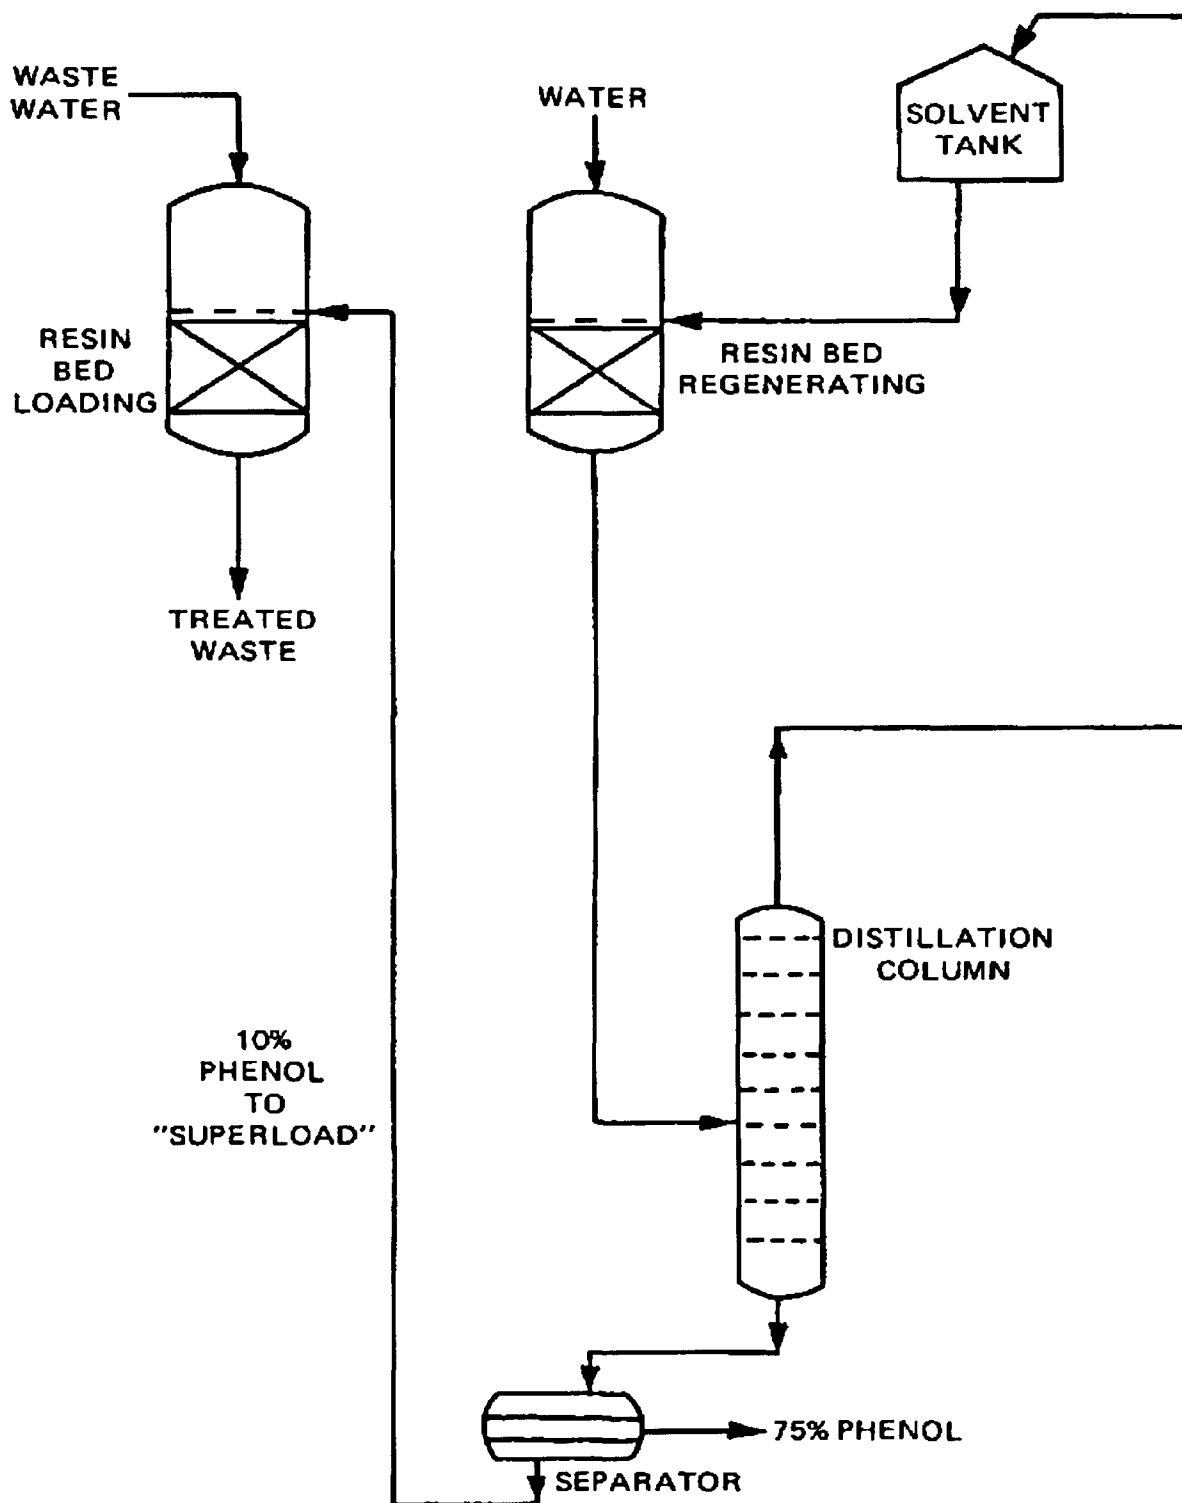 WASTE
WATER
WATER
SOLVENT
TANK
RESIN
BED
LOADING
RESIN BED
REGENERATING
TREATED
WASTE
DISTILLATION
COLUMN
10%
PHENOL
TO
"SUPERLOAD"
75% PHENOL
SEPARATOR